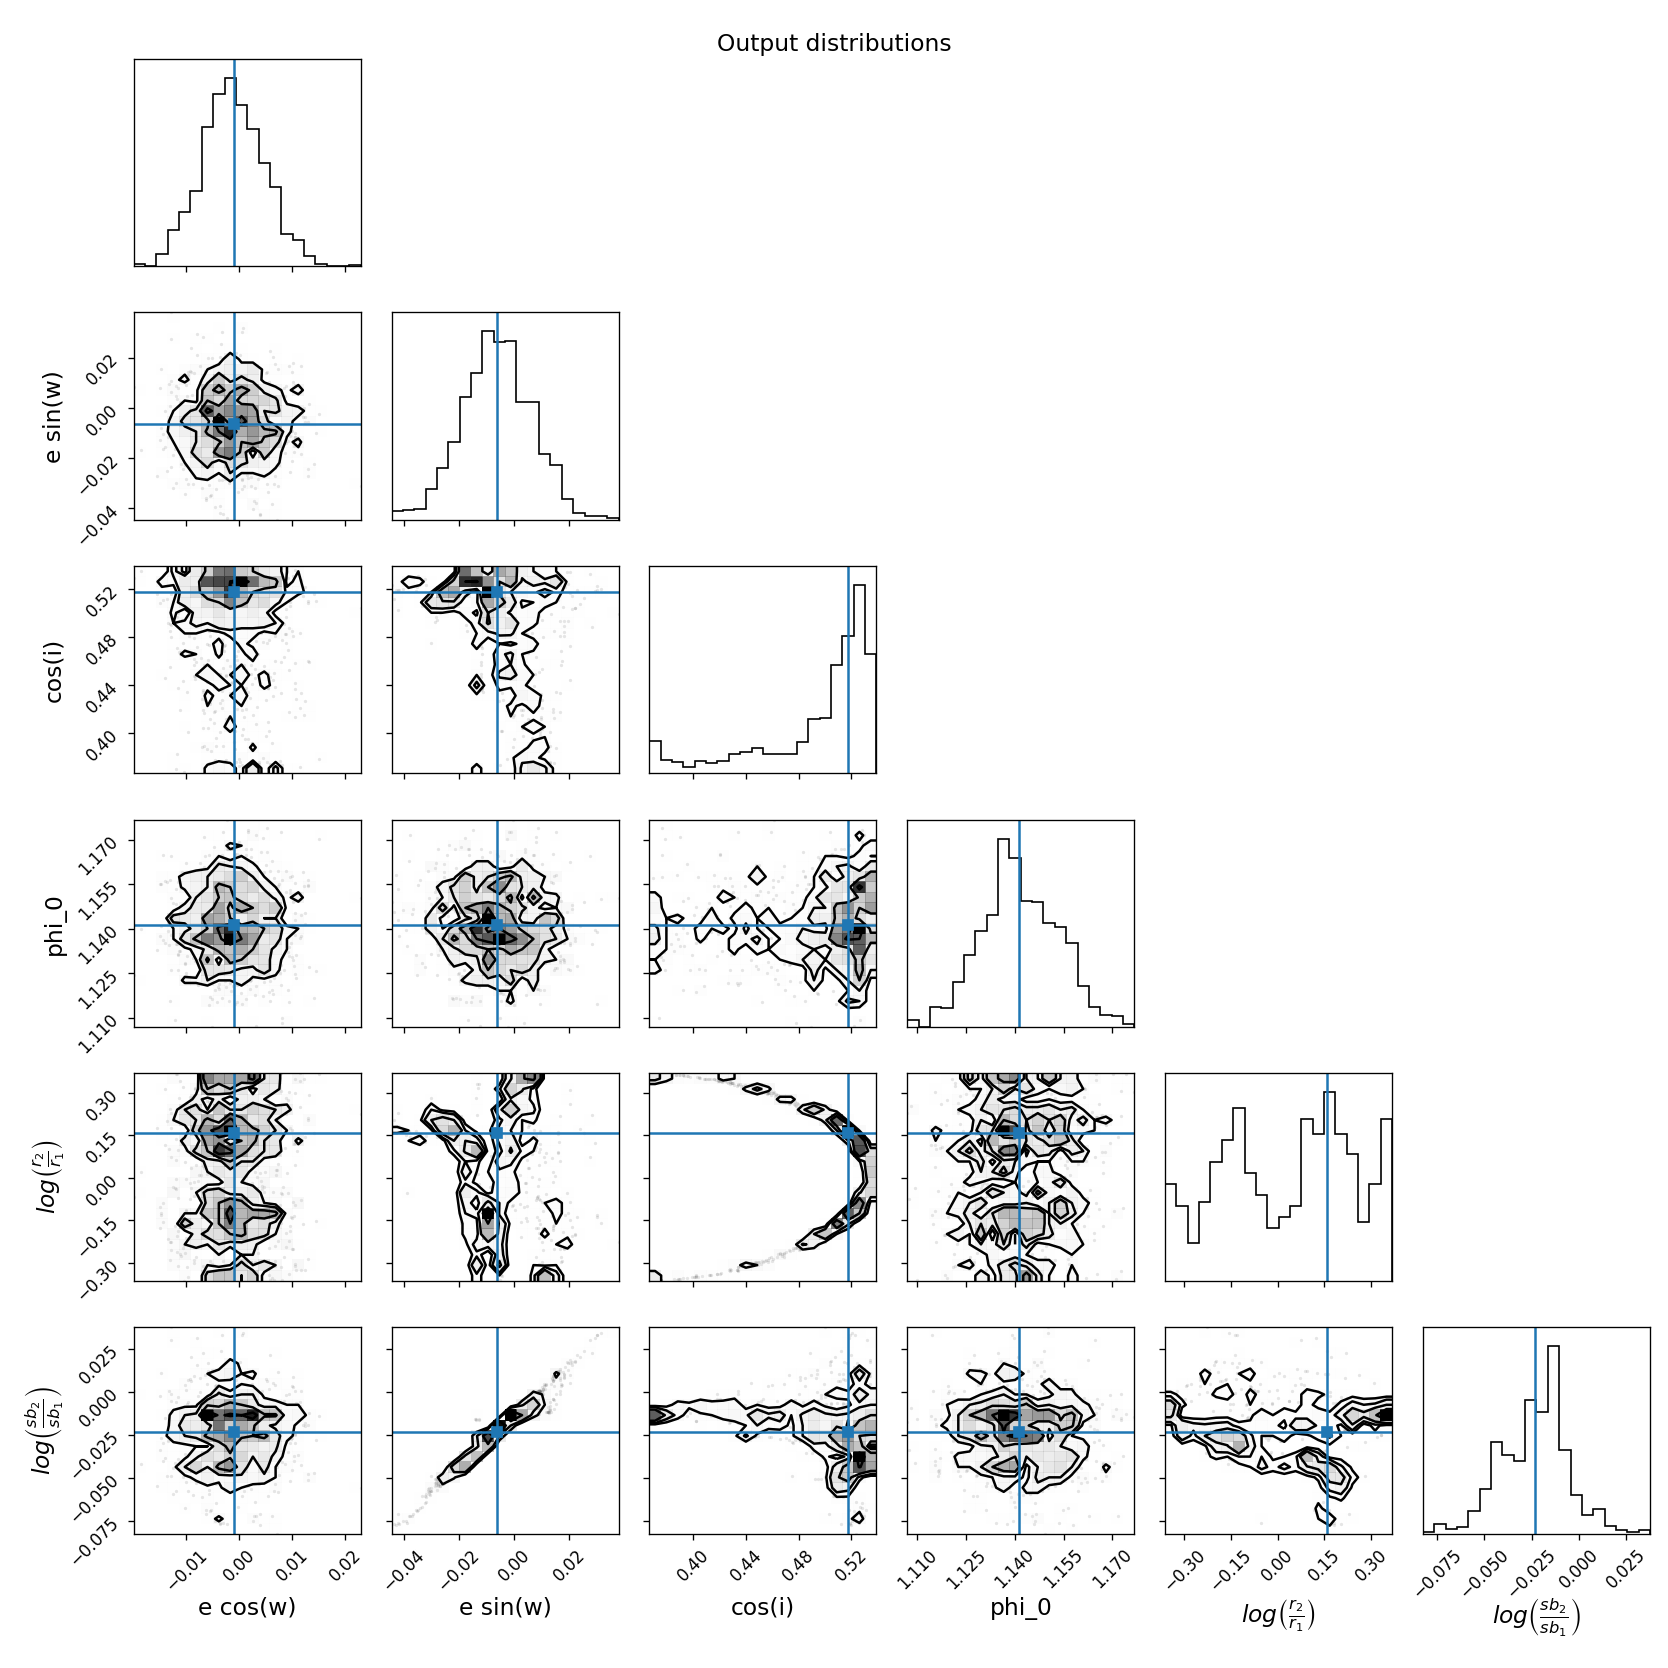 Output distributions
e sin(w)
0.02
0.00
−0.02
−0.04
cos(i)
0.52
0.48
0.44
0.40
phi_0
1.170
1.155
1.140
1.125
1.110
log(r₂/r₁)
0.30
0.15
0.00
−0.15
−0.30
log(sb₂/sb₁)
0.025
0.000
−0.025
−0.050
−0.075
−0.01 0.00 0.01 0.02
−0.04 −0.02 0.00 0.02
0.40 0.44 0.48 0.52
1.110 1.125 1.140 1.155 1.170
−0.30 −0.15 0.00 0.15 0.30
−0.075 −0.050 −0.025 0.000 0.025
e cos(w) e sin(w) cos(i) phi_0 log(r₂/r₁) log(sb₂/sb₁)